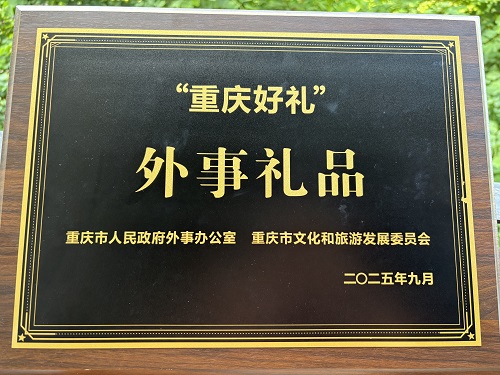 “重庆好礼”
外事礼品
重庆市人民政府外事办公室 重庆市文化和旅游发展委员会
二〇二五年九月